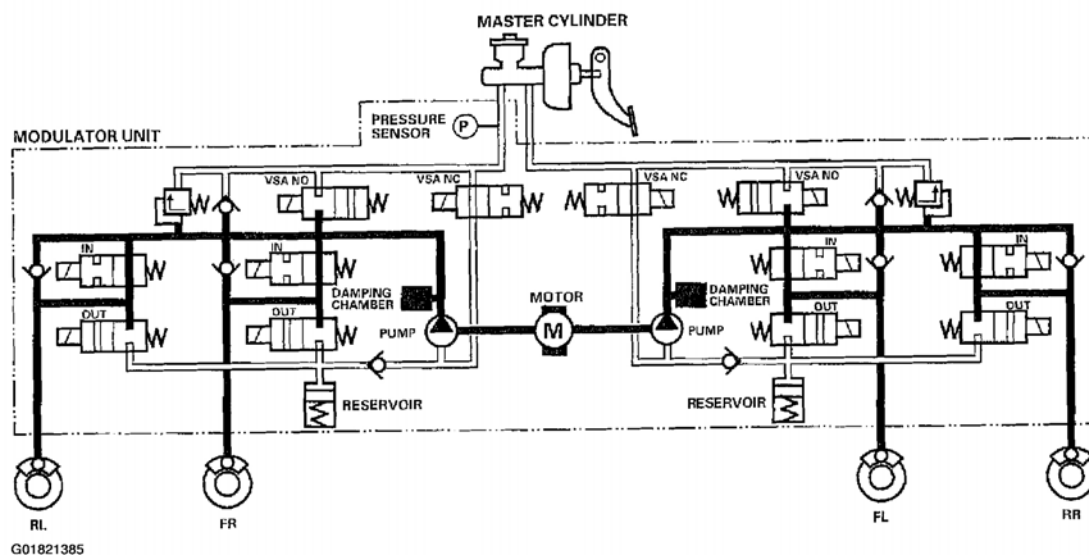 MASTER CYLINDER
PRESSURE
SENSOR
P
MODULATOR UNIT
VSA NO
VSA NC
VSA NC
VSA NO
IN
IN
IN
IN
DAMPING
CHAMBER
MOTOR
DAMPING
CHAMBER
OUT
OUT
PUMP
M
PUMP
OUT
OUT
RESERVOIR
RESERVOIR
RL
FR
FL
RR
G01821385